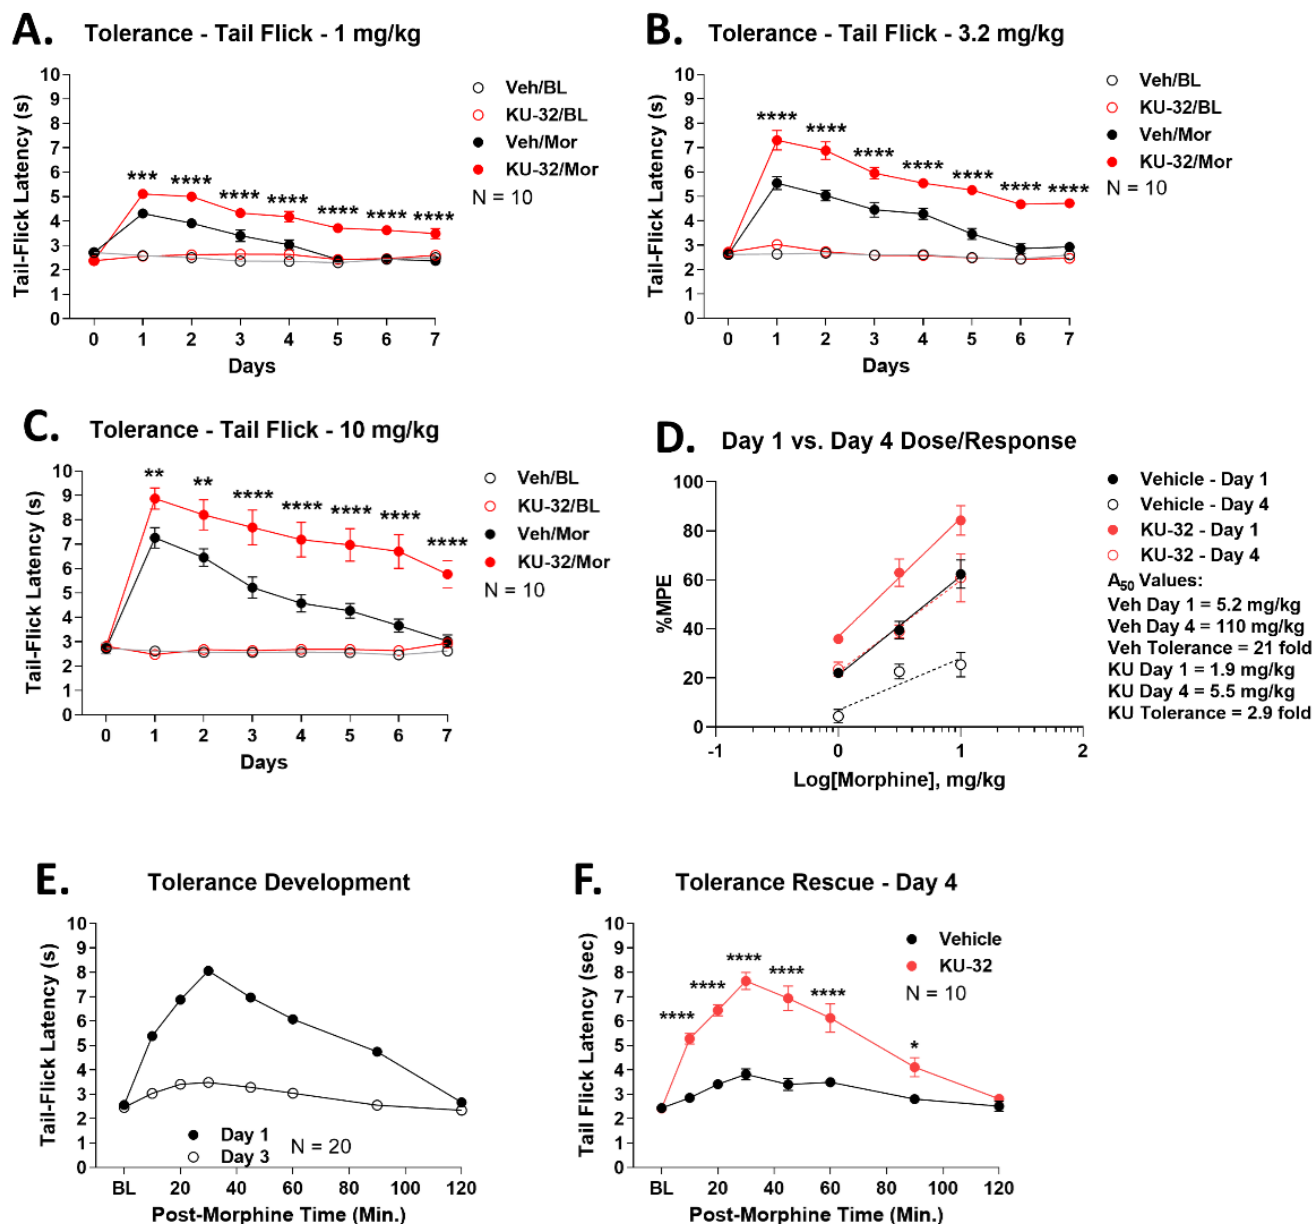 A. Tolerance - Tail Flick - 1 mg/kg
Tail-Flick Latency (s)
10
9
8
7
6
5
4
3
2
1
0
*** **** **** **** **** **** ****
0 1 2 3 4 5 6 7
Days
Veh/BL
KU-32/BL
Veh/Mor
KU-32/Mor
N = 10
B. Tolerance - Tail Flick - 3.2 mg/kg
Tail-Flick Latency (s)
10
9
8
7
6
5
4
3
2
1
0
**** **** **** **** **** **** ****
0 1 2 3 4 5 6 7
Days
Veh/BL
KU-32/BL
Veh/Mor
KU-32/Mor
N = 10
C. Tolerance - Tail Flick - 10 mg/kg
Tail-Flick Latency (s)
10
9
8
7
6
5
4
3
2
1
0
** ** **** **** **** **** ****
0 1 2 3 4 5 6 7
Days
Veh/BL
KU-32/BL
Veh/Mor
KU-32/Mor
N = 10
D. Day 1 vs. Day 4 Dose/Response
%MPE
100
80
60
40
20
0
-1 0 1 2
Log[Morphine], mg/kg
Vehicle - Day 1
Vehicle - Day 4
KU-32 - Day 1
KU-32 - Day 4
A50 Values:
Veh Day 1 = 5.2 mg/kg
Veh Day 4 = 110 mg/kg
Veh Tolerance = 21 fold
KU Day 1 = 1.9 mg/kg
KU Day 4 = 5.5 mg/kg
KU Tolerance = 2.9 fold
E. Tolerance Development
Tail-Flick Latency (s)
10
9
8
7
6
5
4
3
2
1
0
Day 1
Day 3
N = 20
BL 20 40 60 80 100 120
Post-Morphine Time (Min.)
F. Tolerance Rescue - Day 4
Tail Flick Latency (sec)
10
9
8
7
6
5
4
3
2
1
0
**** **** **** **** **** *
Vehicle
KU-32
N = 10
BL 20 40 60 80 100 120
Post-Morphine Time (Min.)